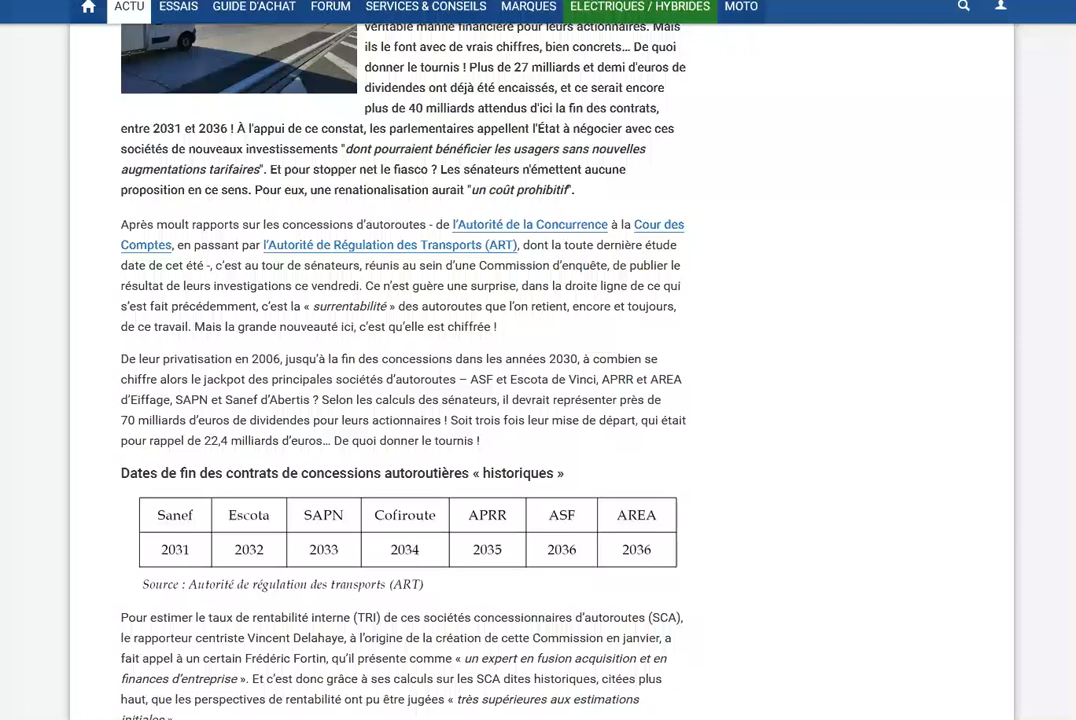 ACTU ESSAIS GUIDE D'ACHAT FORUM SERVICES & CONSEILS MARQUES ELECTRIQUES / HYBRIDES MOTO
véritable manne financière pour leurs actionnaires. Mais
ils le font avec de vrais chiffres, bien concrets… De quoi
donner le tournis ! Plus de 27 milliards et demi d'euros de
dividendes ont déjà été encaissés, et ce serait encore
plus de 40 milliards attendus d'ici la fin des contrats,
entre 2031 et 2036 ! À l'appui de ce constat, les parlementaires appellent l'État à négocier avec ces
sociétés de nouveaux investissements "dont pourraient bénéficier les usagers sans nouvelles
augmentations tarifaires". Et pour stopper net le fiasco ? Les sénateurs n'émettent aucune
proposition en ce sens. Pour eux, une renationalisation aurait "un coût prohibitif".
Après moult rapports sur les concessions d’autoroutes - de l’Autorité de la Concurrence à la Cour des
Comptes, en passant par l’Autorité de Régulation des Transports (ART), dont la toute dernière étude
date de cet été -, c’est au tour de sénateurs, réunis au sein d’une Commission d’enquête, de publier le
résultat de leurs investigations ce vendredi. Ce n’est guère une surprise, dans la droite ligne de ce qui
s’est fait précédemment, c’est la « surrentabilité » des autoroutes que l’on retient, encore et toujours,
de ce travail. Mais la grande nouveauté ici, c’est qu’elle est chiffrée !
De leur privatisation en 2006, jusqu’à la fin des concessions dans les années 2030, à combien se
chiffre alors le jackpot des principales sociétés d’autoroutes – ASF et Escota de Vinci, APRR et AREA
d’Eiffage, SAPN et Sanef d’Abertis ? Selon les calculs des sénateurs, il devrait représenter près de
70 milliards d’euros de dividendes pour leurs actionnaires ! Soit trois fois leur mise de départ, qui était
pour rappel de 22,4 milliards d’euros… De quoi donner le tournis !
Dates de fin des contrats de concessions autoroutières « historiques »
Sanef Escota SAPN Cofiroute APRR ASF AREA
2031 2032 2033 2034 2035 2036 2036
Source : Autorité de régulation des transports (ART)
Pour estimer le taux de rentabilité interne (TRI) de ces sociétés concessionnaires d’autoroutes (SCA),
le rapporteur centriste Vincent Delahaye, à l’origine de la création de cette Commission en janvier, a
fait appel à un certain Frédéric Fortin, qu’il présente comme « un expert en fusion acquisition et en
finances d’entreprise ». Et c’est donc grâce à ses calculs sur les SCA dites historiques, citées plus
haut, que les perspectives de rentabilité ont pu être jugées « très supérieures aux estimations
initiales »